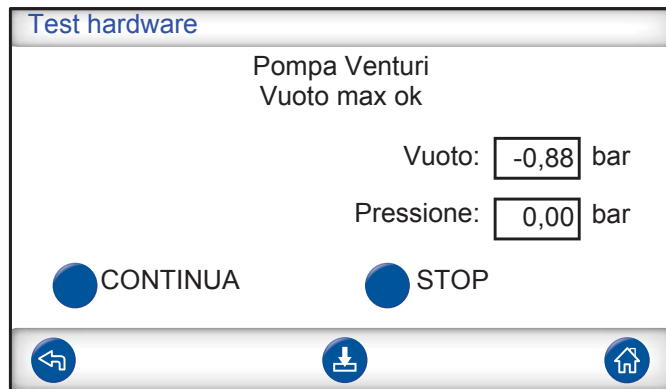 Test hardware
Pompa Venturi
Vuoto max ok
Vuoto: -0,88 bar
Pressione: 0,00 bar
CONTINUA STOP